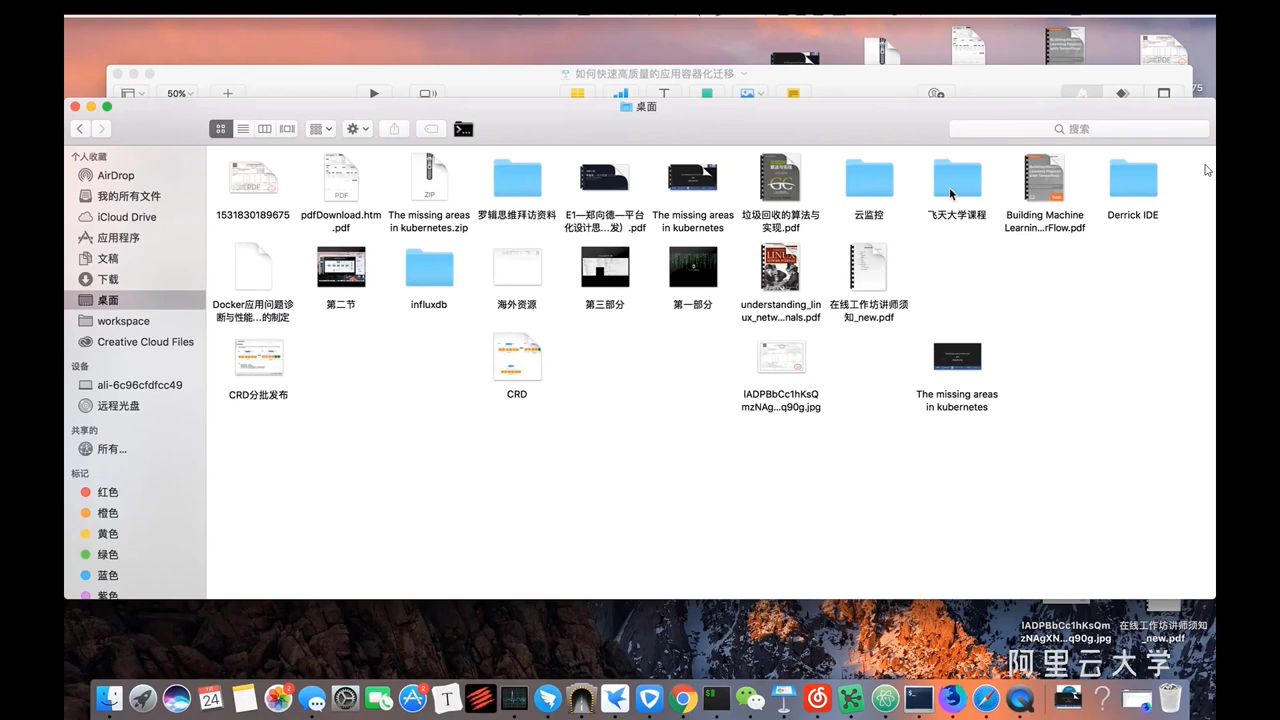 如何快速高质量的应用容器化迁移
50%
75
桌面
搜索
个人收藏
AirDrop
我的所有文件
iCloud Drive
应用程序
文稿
下载
桌面
workspace
Creative Cloud Files
设备
ali-6c96cfdfcc49
远程光盘
共享的
所有...
标记
红色
橙色
黄色
绿色
蓝色
紫色
1531830189675
pdfDownload.htm
.pdf
The missing areas
in kubernetes.zip
罗辑思维拜访资料
E1—郑向德—平台
化设计思...发）.pdf
The missing areas
in kubernetes
垃圾回收的算法与
实现.pdf
云监控
飞天大学课程
Building Machine
Learnin...rFlow.pdf
Derrick IDE
Docker应用问题诊
断与性能...的制定
第二节
influxdb
海外资源
第三部分
第一部分
understanding_lin
ux_netw...nals.pdf
在线工作坊讲师须
知_new.pdf
CRD分批发布
CRD
IADPBbCc1hKsQ
mzNAg...q90g.jpg
The missing areas
in kubernetes
PDF
PDF
ZIP
GC
LINUX
IADPBbCc1hKsQm
zNAgXN...q90g.jpg
在线工作坊讲师须知
_new.pdf
阿里云大学
24